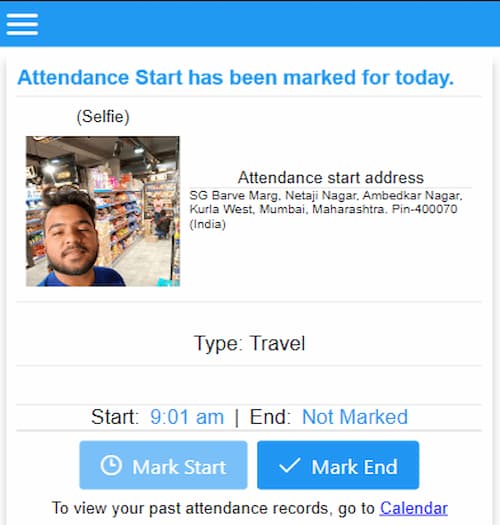 Attendance Start has been marked for today.
(Selfie)
Attendance start address
SG Barve Marg, Netaji Nagar, Ambedkar Nagar,
Kurla West, Mumbai, Maharashtra. Pin-400070
(India)
Type: Travel
Start: 9:01 am | End: Not Marked
Mark Start
Mark End
To view your past attendance records, go to Calendar